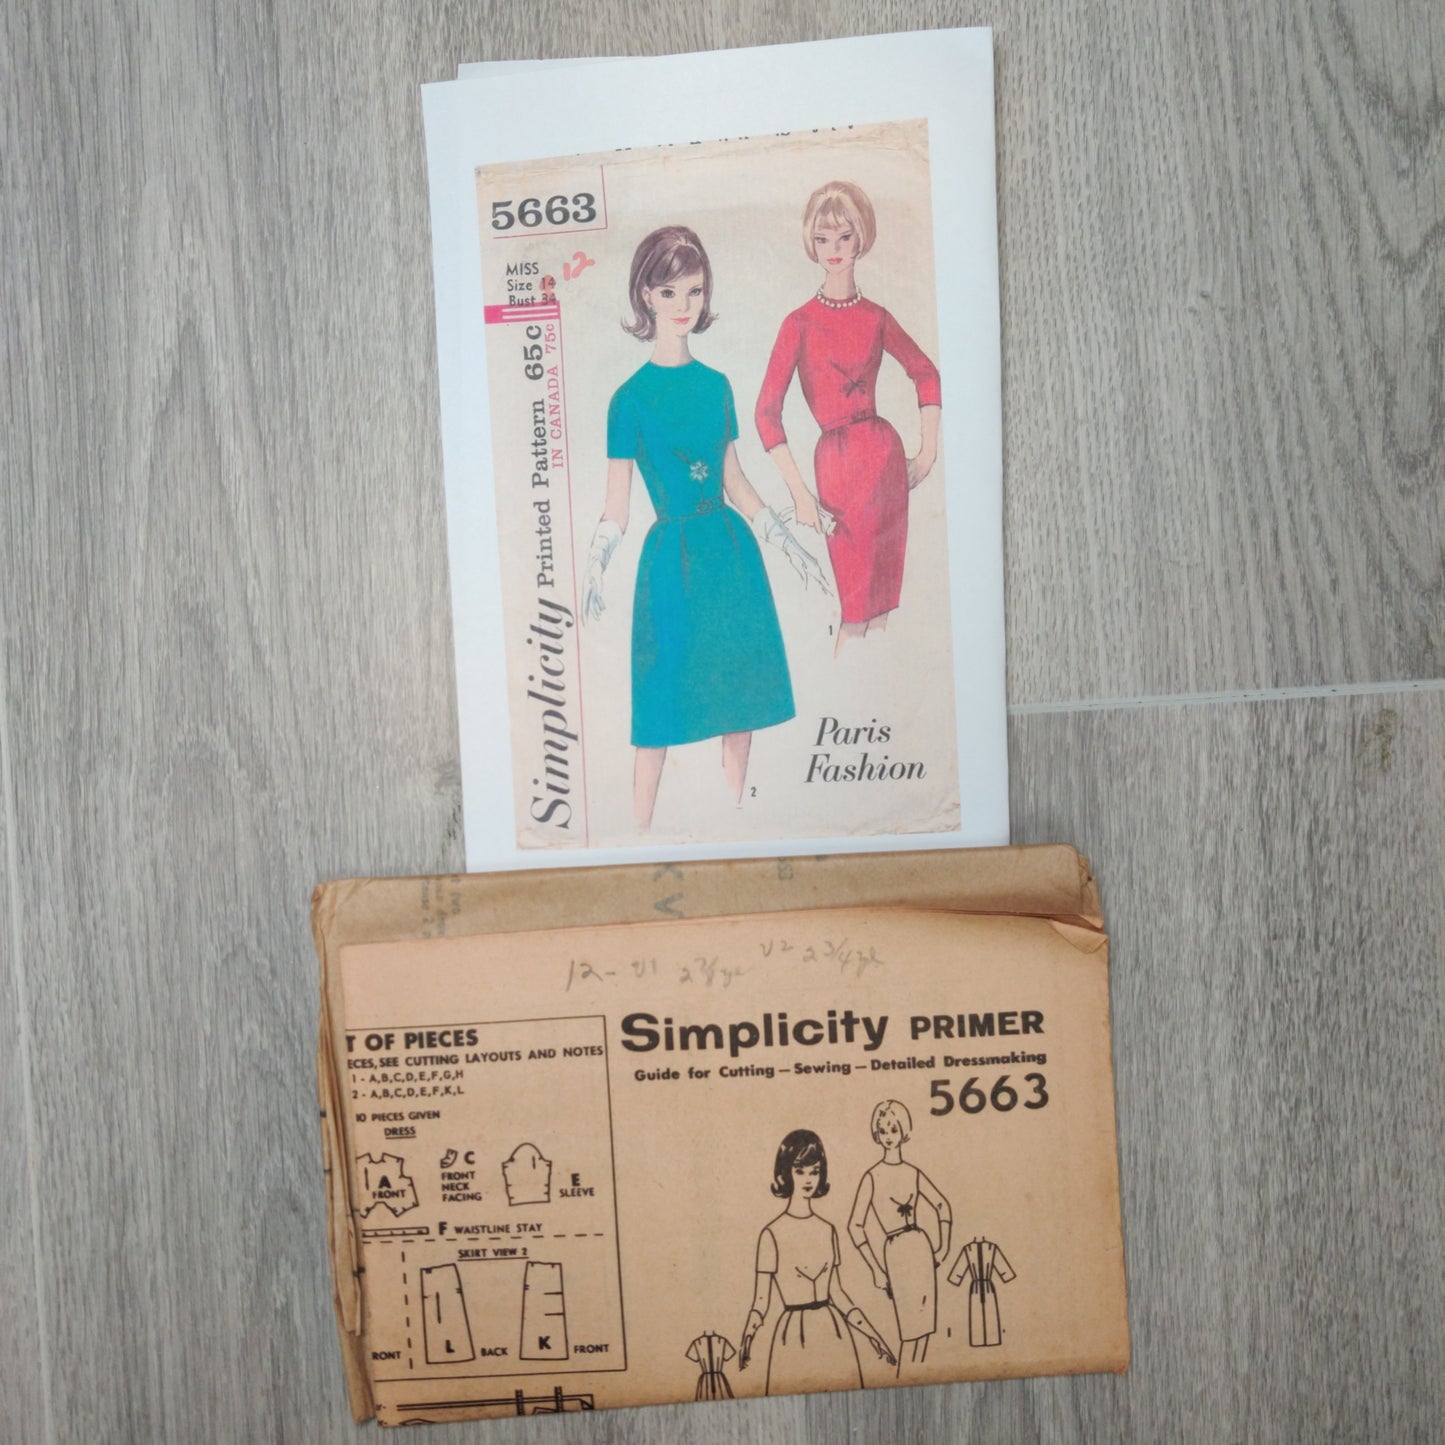 5663
MISS
Size 14
Bust 34
12
Simplicity Printed Pattern 65c
IN CANADA 75c
1
2
Paris
Fashion
K V
12- V1 2 7/8 yd V2 2 3/4 yd
T OF PIECES
ECES, SEE CUTTING LAYOUTS AND NOTES
1 - A,B,C,D,E,F,G,H
2 - A,B,C,D,E,F,K,L
10 PIECES GIVEN
DRESS
A
FRONT
C
FRONT
NECK
FACING
E
SLEEVE
F WAISTLINE STAY
SKIRT VIEW 2
RONT
L
BACK
K
FRONT
Simplicity PRIMER
Guide for Cutting — Sewing — Detailed Dressmaking
5663